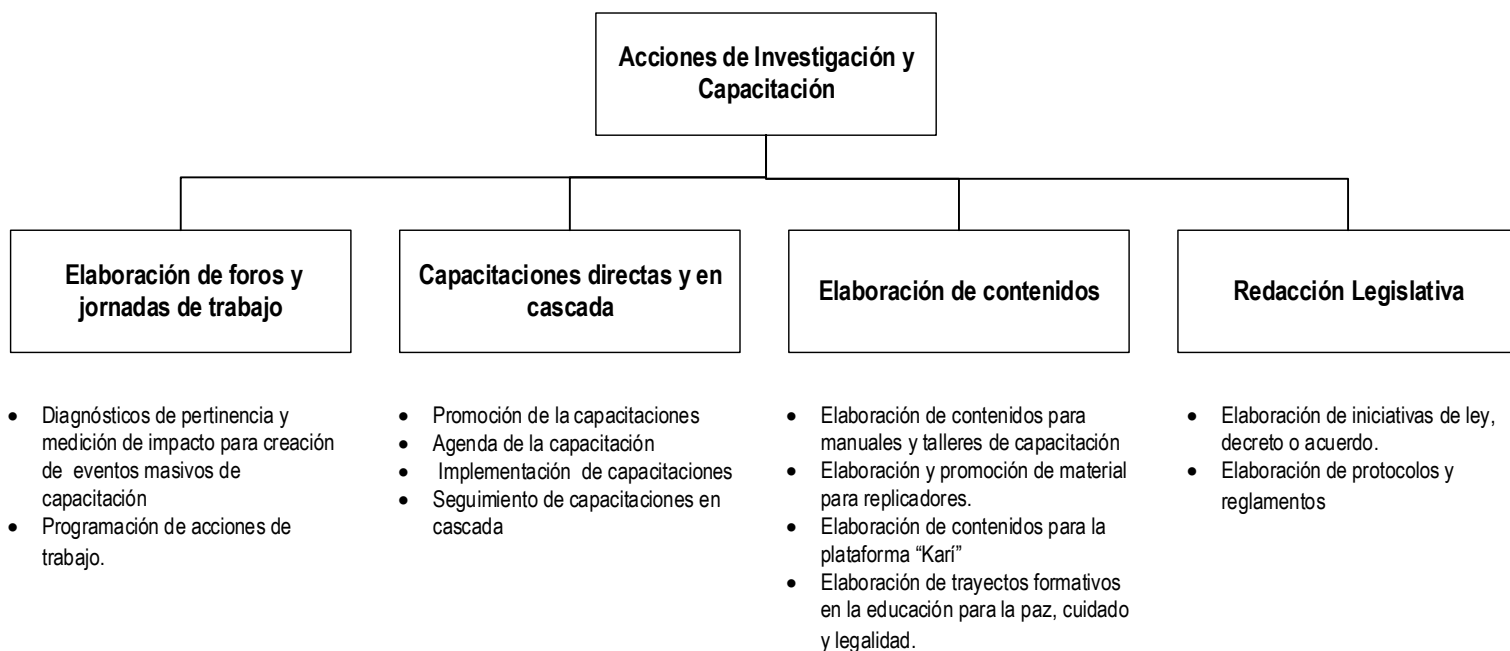 Acciones de Investigación y
Capacitación
Elaboración de foros y
jornadas de trabajo
Capacitaciones directas y en
cascada
Elaboración de contenidos
Redacción Legislativa
• Diagnósticos de pertinencia y
medición de impacto para creación
de eventos masivos de
capacitación
• Programación de acciones de
trabajo.
• Promoción de la capacitaciones
• Agenda de la capacitación
• Implementación de capacitaciones
• Seguimiento de capacitaciones en
cascada
• Elaboración de contenidos para
manuales y talleres de capacitación
• Elaboración y promoción de material
para replicadores.
• Elaboración de contenidos para la
plataforma “Karí”
• Elaboración de trayectos formativos
en la educación para la paz, cuidado
y legalidad.
• Elaboración de iniciativas de ley,
decreto o acuerdo.
• Elaboración de protocolos y
reglamentos